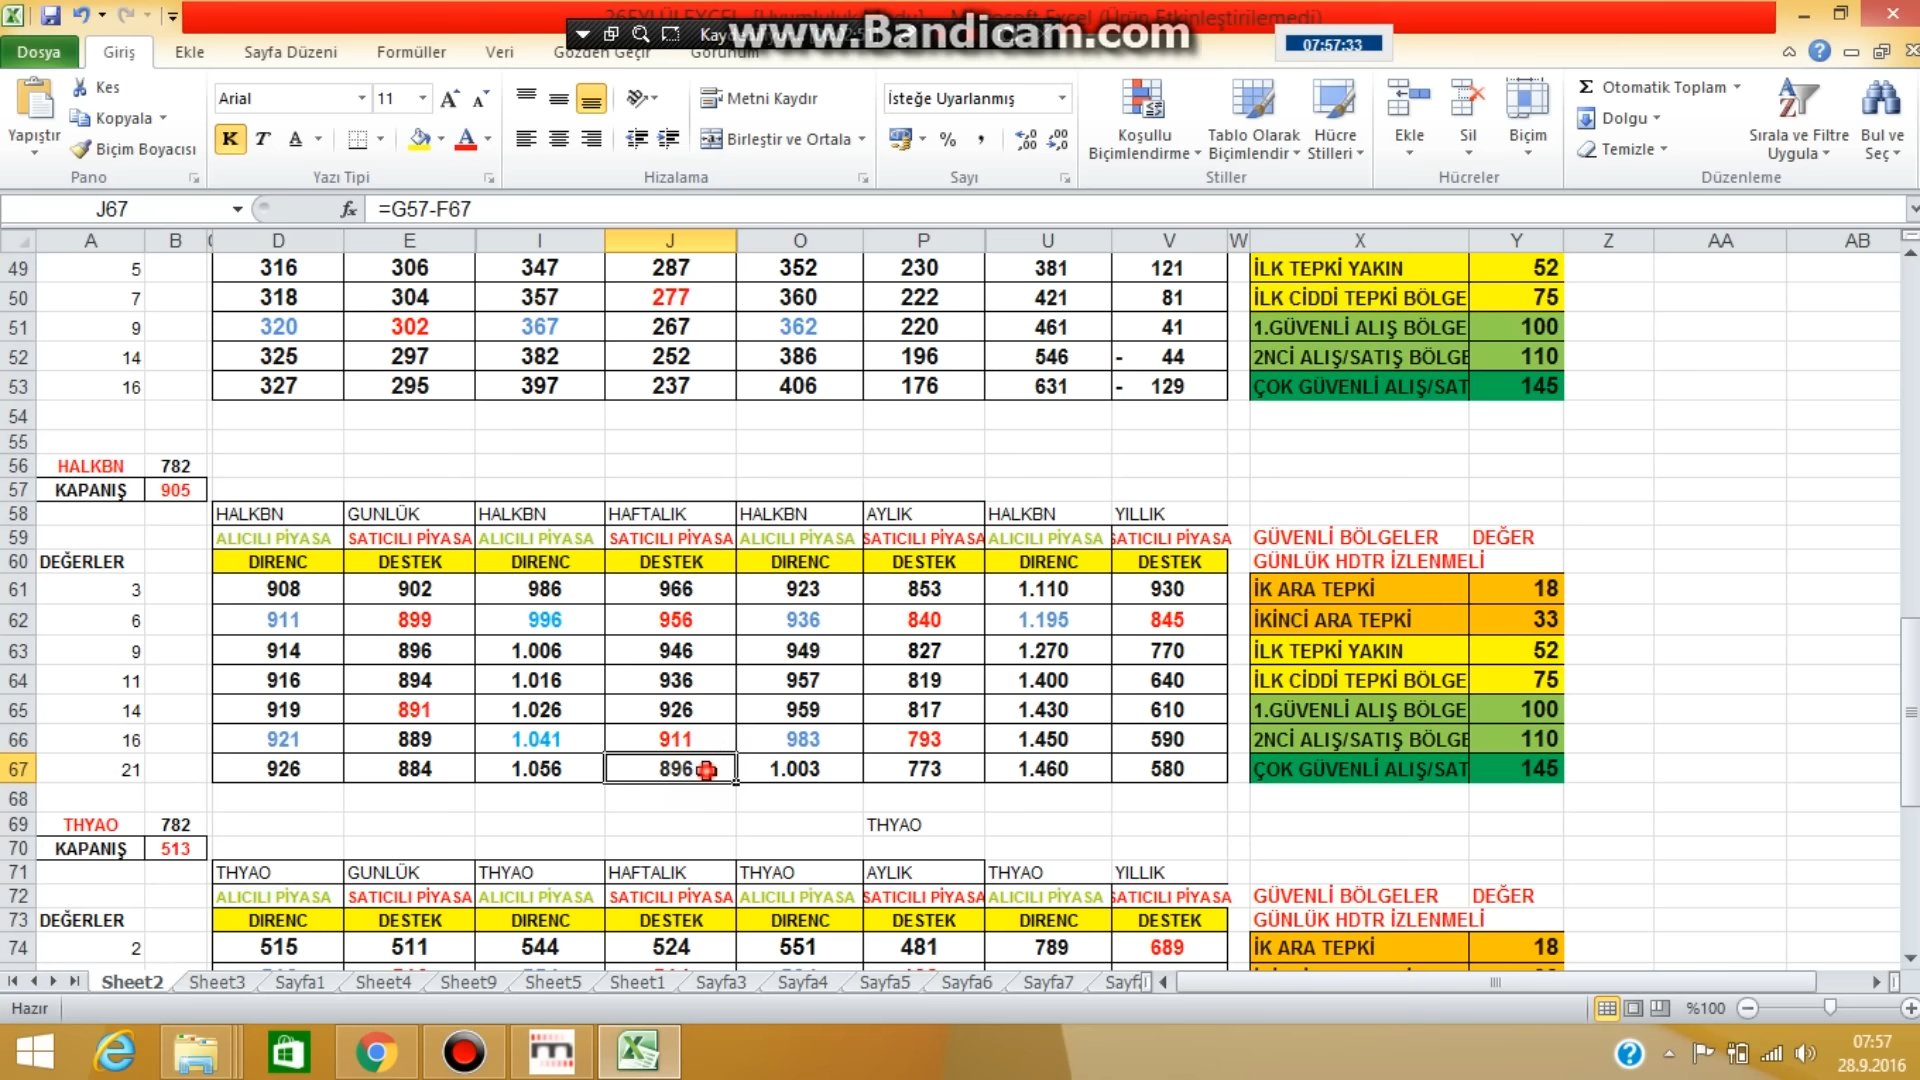 www.Bandicam.com
07:57:33
Dosya Giriş Ekle Sayfa Düzeni Formüller Veri Gözden Geçir Görünüm
Yapıştır
Kes
Kopyala
Biçim Boyacısı
Pano
Arial 11
K T A
Yazı Tipi
Metni Kaydır
Birleştir ve Ortala
Hizalama
İsteğe Uyarlanmış
%
Sayı
Koşullu Biçimlendirme
Tablo Olarak Biçimlendir
Hücre Stilleri
Stiller
Ekle
Sil
Biçim
Hücreler
Otomatik Toplam
Dolgu
Temizle
Sırala ve Filtre Uygula
Bul ve Seç
Düzenleme
J67 fx =G57-F67
A B D E I J O P U V W X Y Z AA AB
49 5 316 306 347 287 352 230 381 121 İLK TEPKİ YAKIN 52
50 7 318 304 357 277 360 222 421 81 İLK CİDDİ TEPKİ BÖLGE 75
51 9 320 302 367 267 362 220 461 41 1.GÜVENLİ ALIŞ BÖLGE 100
52 14 325 297 382 252 386 196 546 - 44 2NCİ ALIŞ/SATIŞ BÖLGE 110
53 16 327 295 397 237 406 176 631 - 129 ÇOK GÜVENLİ ALIŞ/SAT 145
54
55
56 HALKBN 782
57 KAPANIŞ 905
58 HALKBN GUNLÜK HALKBN HAFTALIK HALKBN AYLIK HALKBN YILLIK
59 ALICILI PİYASA SATICILI PİYASA ALICILI PİYASA SATICILI PİYASA ALICILI PİYASA SATICILI PİYASA ALICILI PİYASA SATICILI PİYASA GÜVENLİ BÖLGELER DEĞER
60 DEĞERLER DIRENC DESTEK DIRENC DESTEK DIRENC DESTEK DIRENC DESTEK GÜNLÜK HDTR İZLENMELİ
61 3 908 902 986 966 923 853 1.110 930 İK ARA TEPKİ 18
62 6 911 899 996 956 936 840 1.195 845 İKİNCİ ARA TEPKİ 33
63 9 914 896 1.006 946 949 827 1.270 770 İLK TEPKİ YAKIN 52
64 11 916 894 1.016 936 957 819 1.400 640 İLK CİDDİ TEPKİ BÖLGE 75
65 14 919 891 1.026 926 959 817 1.430 610 1.GÜVENLİ ALIŞ BÖLGE 100
66 16 921 889 1.041 911 983 793 1.450 590 2NCİ ALIŞ/SATIŞ BÖLGE 110
67 21 926 884 1.056 896 1.003 773 1.460 580 ÇOK GÜVENLİ ALIŞ/SAT 145
68
69 THYAO 782 THYAO
70 KAPANIŞ 513
71 THYAO GUNLÜK THYAO HAFTALIK THYAO AYLIK THYAO YILLIK
72 ALICILI PİYASA SATICILI PİYASA ALICILI PİYASA SATICILI PİYASA ALICILI PİYASA SATICILI PİYASA ALICILI PİYASA SATICILI PİYASA GÜVENLİ BÖLGELER DEĞER
73 DEĞERLER DIRENC DESTEK DIRENC DESTEK DIRENC DESTEK DIRENC DESTEK GÜNLÜK HDTR İZLENMELİ
74 2 515 511 544 524 551 481 789 689 İK ARA TEPKİ 18
Sheet2 Sheet3 Sayfa1 Sheet4 Sheet9 Sheet5 Sheet1 Sayfa3 Sayfa4 Sayfa5 Sayfa6 Sayfa7
Hazır %100
07:57
28.9.2016